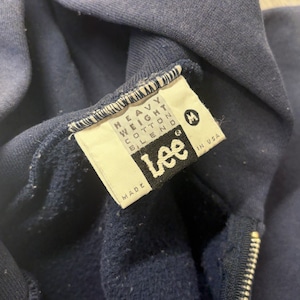 HEAVY
WEIGHT
COTTON
BLEND
M
Lee
MADE IN USA